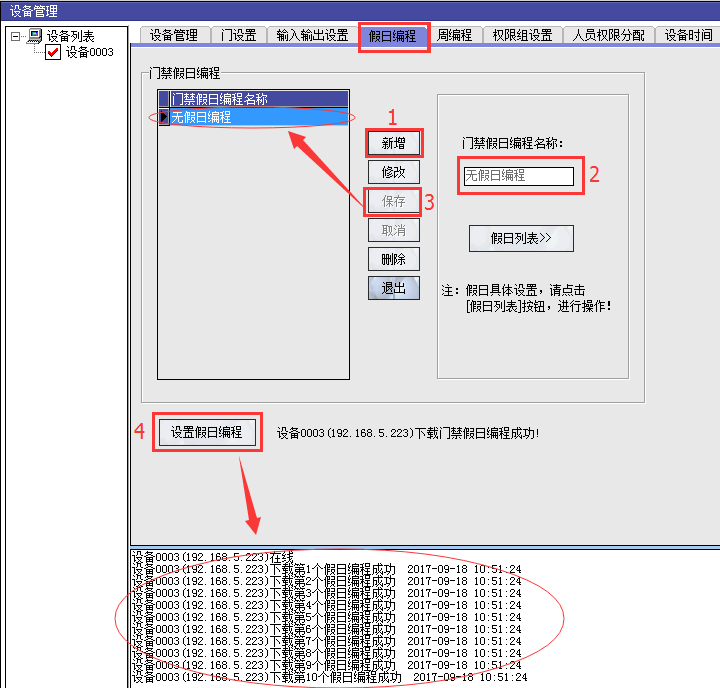 设备管理
设备列表
设备0003
设备管理 门设置 输入输出设置 假日编程 周编程 权限组设置 人员权限分配 设备时间
门禁假日编程
门禁假日编程名称
无假日编程
1
新增
修改
保存
3
取消
删除
退出
门禁假日编程名称:
无假日编程
2
假日列表>>
注: 假日具体设置, 请点击
[假日列表]按钮, 进行操作!
4
设置假日编程
设备0003(192.168.5.223)下载门禁假日编程成功!
设备0003(192.168.5.223)在线
设备0003(192.168.5.223)下载第1个假日编程成功 2017-09-18 10:51:24
设备0003(192.168.5.223)下载第2个假日编程成功 2017-09-18 10:51:24
设备0003(192.168.5.223)下载第3个假日编程成功 2017-09-18 10:51:24
设备0003(192.168.5.223)下载第4个假日编程成功 2017-09-18 10:51:24
设备0003(192.168.5.223)下载第5个假日编程成功 2017-09-18 10:51:24
设备0003(192.168.5.223)下载第6个假日编程成功 2017-09-18 10:51:24
设备0003(192.168.5.223)下载第7个假日编程成功 2017-09-18 10:51:24
设备0003(192.168.5.223)下载第8个假日编程成功 2017-09-18 10:51:24
设备0003(192.168.5.223)下载第9个假日编程成功 2017-09-18 10:51:24
设备0003(192.168.5.223)下载第10个假日编程成功 2017-09-18 10:51:24